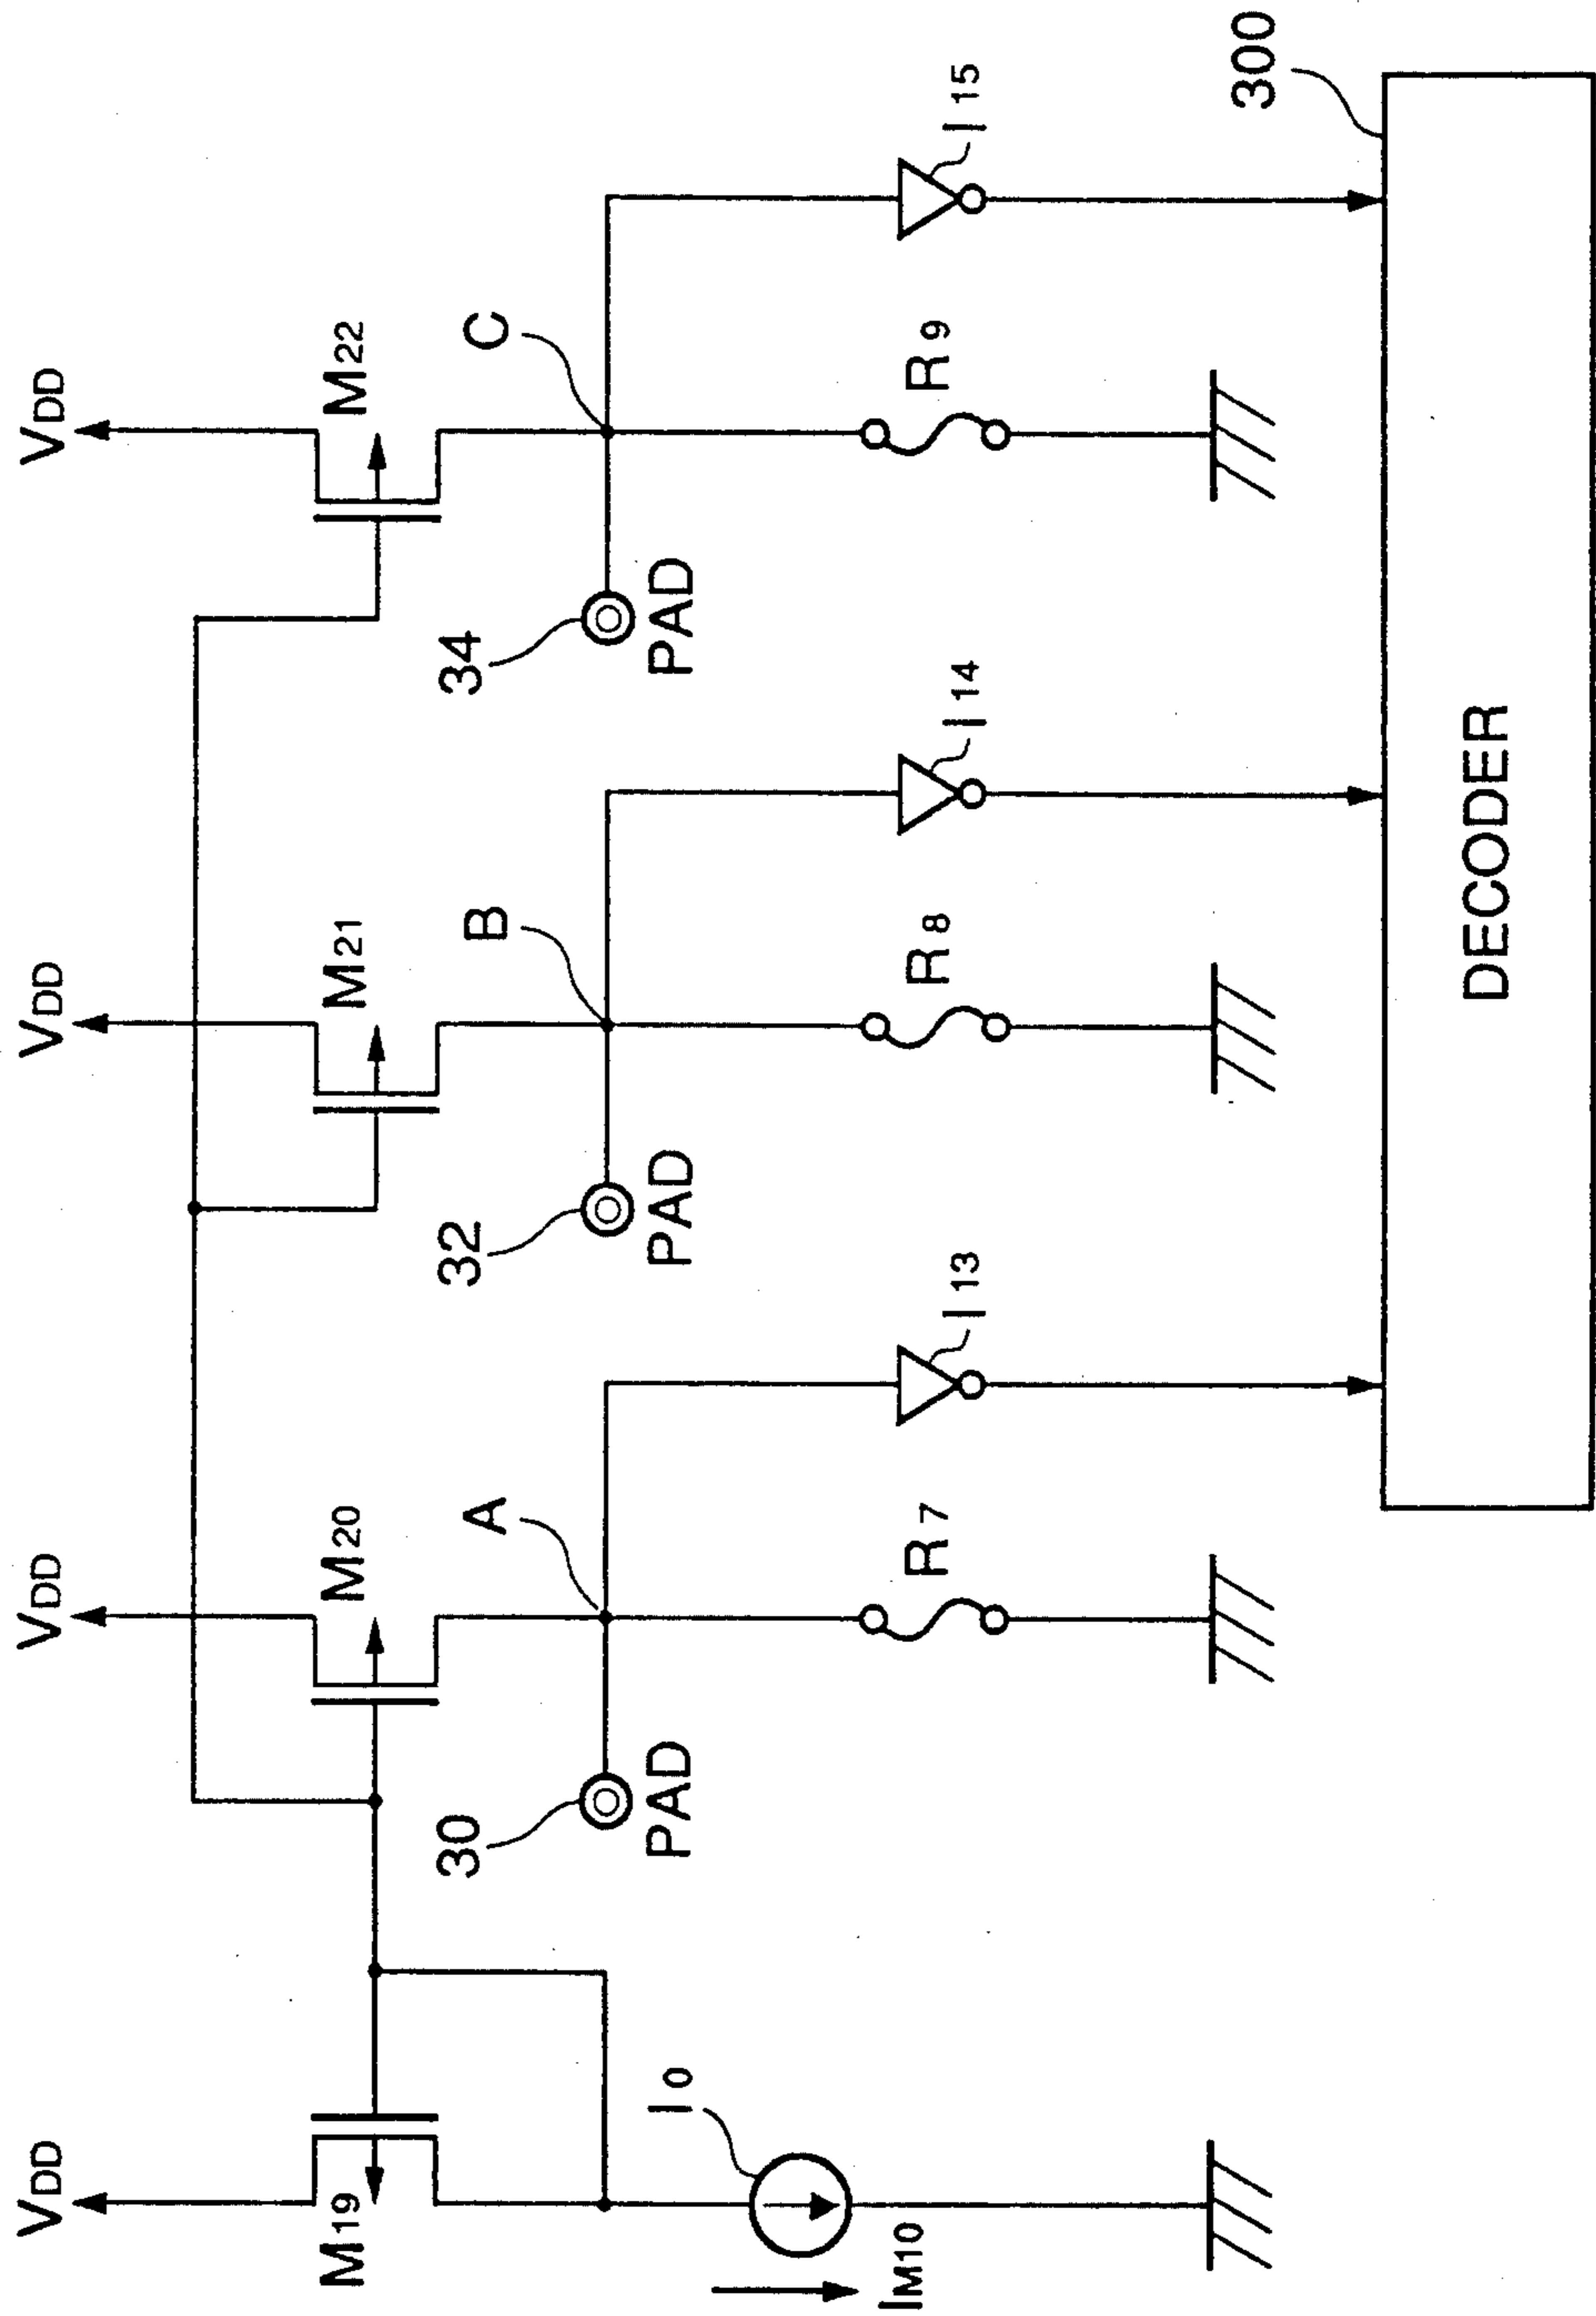 VDD
VDD
VDD
VDD
M19
M20
M21
M22
A
B
C
30
32
34
PAD
PAD
PAD
I0
IM10
R7
R8
R9
I13
I14
I15
300
DECODER